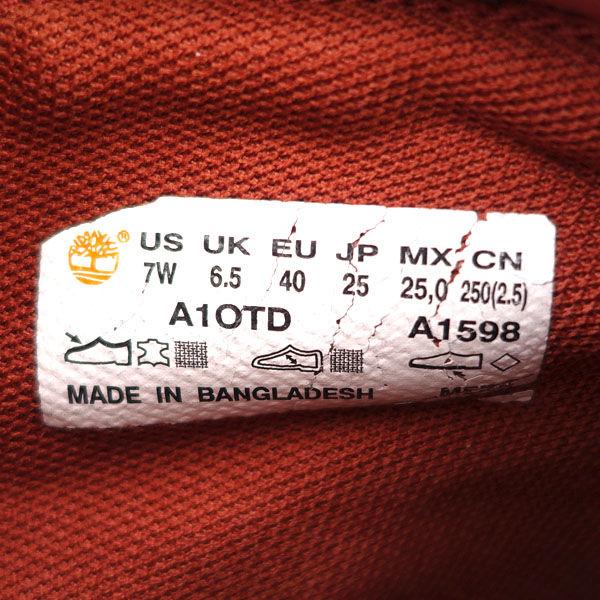 US UK EU JP MX CN
7W 6.5 40 25 25,0 250(2.5)
A1OTD A1598
MADE IN BANGLADESH